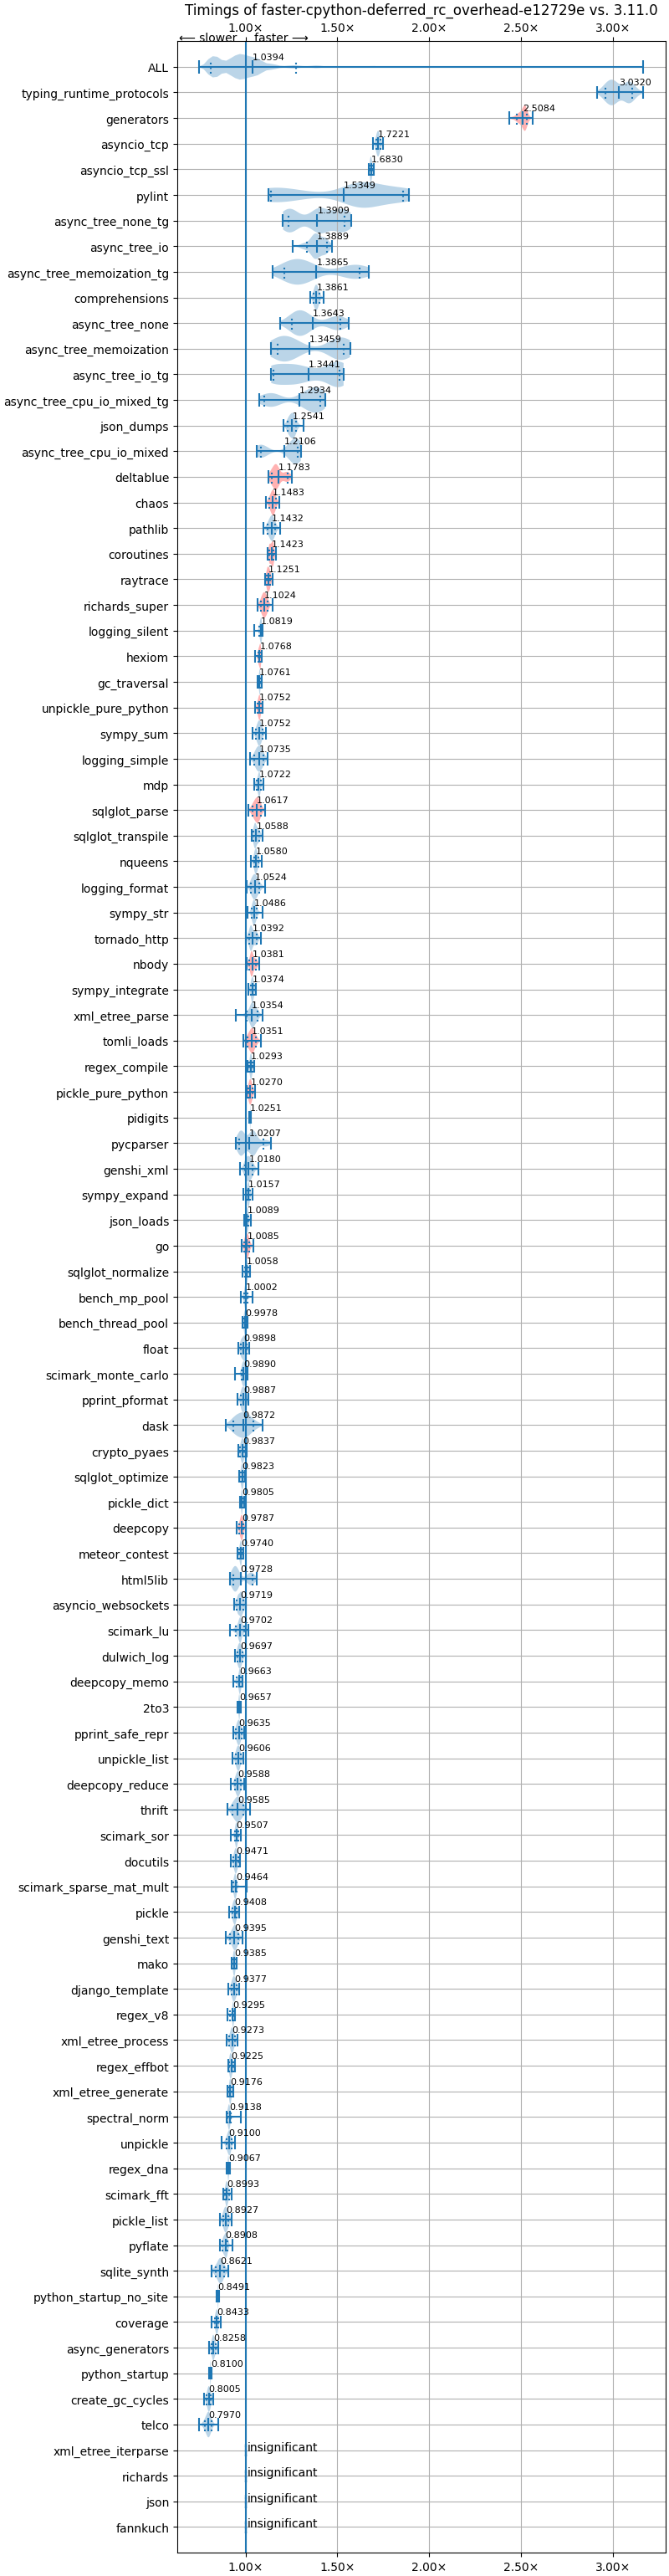 Timings of faster-cpython-deferred_rc_overhead-e12729e vs. 3.11.0
1.00× 1.50× 2.00× 2.50× 3.00×
⟵ slower faster ⟶
ALL 1.0394
typing_runtime_protocols 3.0320
generators 2.5084
asyncio_tcp 1.7221
asyncio_tcp_ssl 1.6830
pylint 1.5349
async_tree_none_tg 1.3909
async_tree_io 1.3889
async_tree_memoization_tg 1.3865
comprehensions 1.3861
async_tree_none 1.3643
async_tree_memoization 1.3459
async_tree_io_tg 1.3441
async_tree_cpu_io_mixed_tg 1.2934
json_dumps 1.2541
async_tree_cpu_io_mixed 1.2106
deltablue 1.1783
chaos 1.1483
pathlib 1.1432
coroutines 1.1423
raytrace 1.1251
richards_super 1.1024
logging_silent 1.0819
hexiom 1.0768
gc_traversal 1.0761
unpickle_pure_python 1.0752
sympy_sum 1.0752
logging_simple 1.0735
mdp 1.0722
sqlglot_parse 1.0617
sqlglot_transpile 1.0588
nqueens 1.0580
logging_format 1.0524
sympy_str 1.0486
tornado_http 1.0392
nbody 1.0381
sympy_integrate 1.0374
xml_etree_parse 1.0354
tomli_loads 1.0351
regex_compile 1.0293
pickle_pure_python 1.0270
pidigits 1.0251
pycparser 1.0207
genshi_xml 1.0180
sympy_expand 1.0157
json_loads 1.0089
go 1.0085
sqlglot_normalize 1.0058
bench_mp_pool 1.0002
bench_thread_pool 0.9978
float 0.9898
scimark_monte_carlo 0.9890
pprint_pformat 0.9887
dask 0.9872
crypto_pyaes 0.9837
sqlglot_optimize 0.9823
pickle_dict 0.9805
deepcopy 0.9787
meteor_contest 0.9740
html5lib 0.9728
asyncio_websockets 0.9719
scimark_lu 0.9702
dulwich_log 0.9697
deepcopy_memo 0.9663
2to3 0.9657
pprint_safe_repr 0.9635
unpickle_list 0.9606
deepcopy_reduce 0.9588
thrift 0.9585
scimark_sor 0.9507
docutils 0.9471
scimark_sparse_mat_mult 0.9464
pickle 0.9408
genshi_text 0.9395
mako 0.9385
django_template 0.9377
regex_v8 0.9295
xml_etree_process 0.9273
regex_effbot 0.9225
xml_etree_generate 0.9176
spectral_norm 0.9138
unpickle 0.9100
regex_dna 0.9067
scimark_fft 0.8993
pickle_list 0.8927
pyflate 0.8908
sqlite_synth 0.8621
python_startup_no_site 0.8491
coverage 0.8433
async_generators 0.8258
python_startup 0.8100
create_gc_cycles 0.8005
telco 0.7970
xml_etree_iterparse insignificant
richards insignificant
json insignificant
fannkuch insignificant
1.00× 1.50× 2.00× 2.50× 3.00×